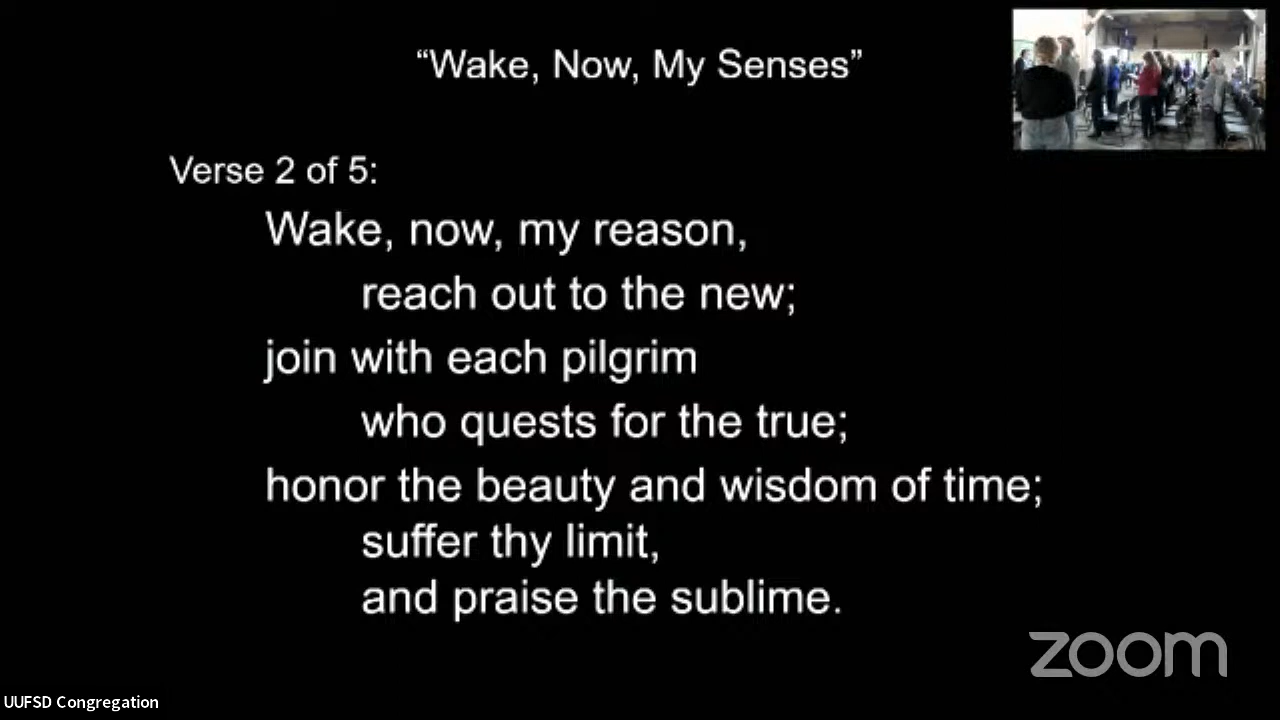 “Wake, Now, My Senses”
Verse 2 of 5:
Wake, now, my reason,
reach out to the new;
join with each pilgrim
who quests for the true;
honor the beauty and wisdom of time;
suffer thy limit,
and praise the sublime.
zoom
UUFSD Congregation